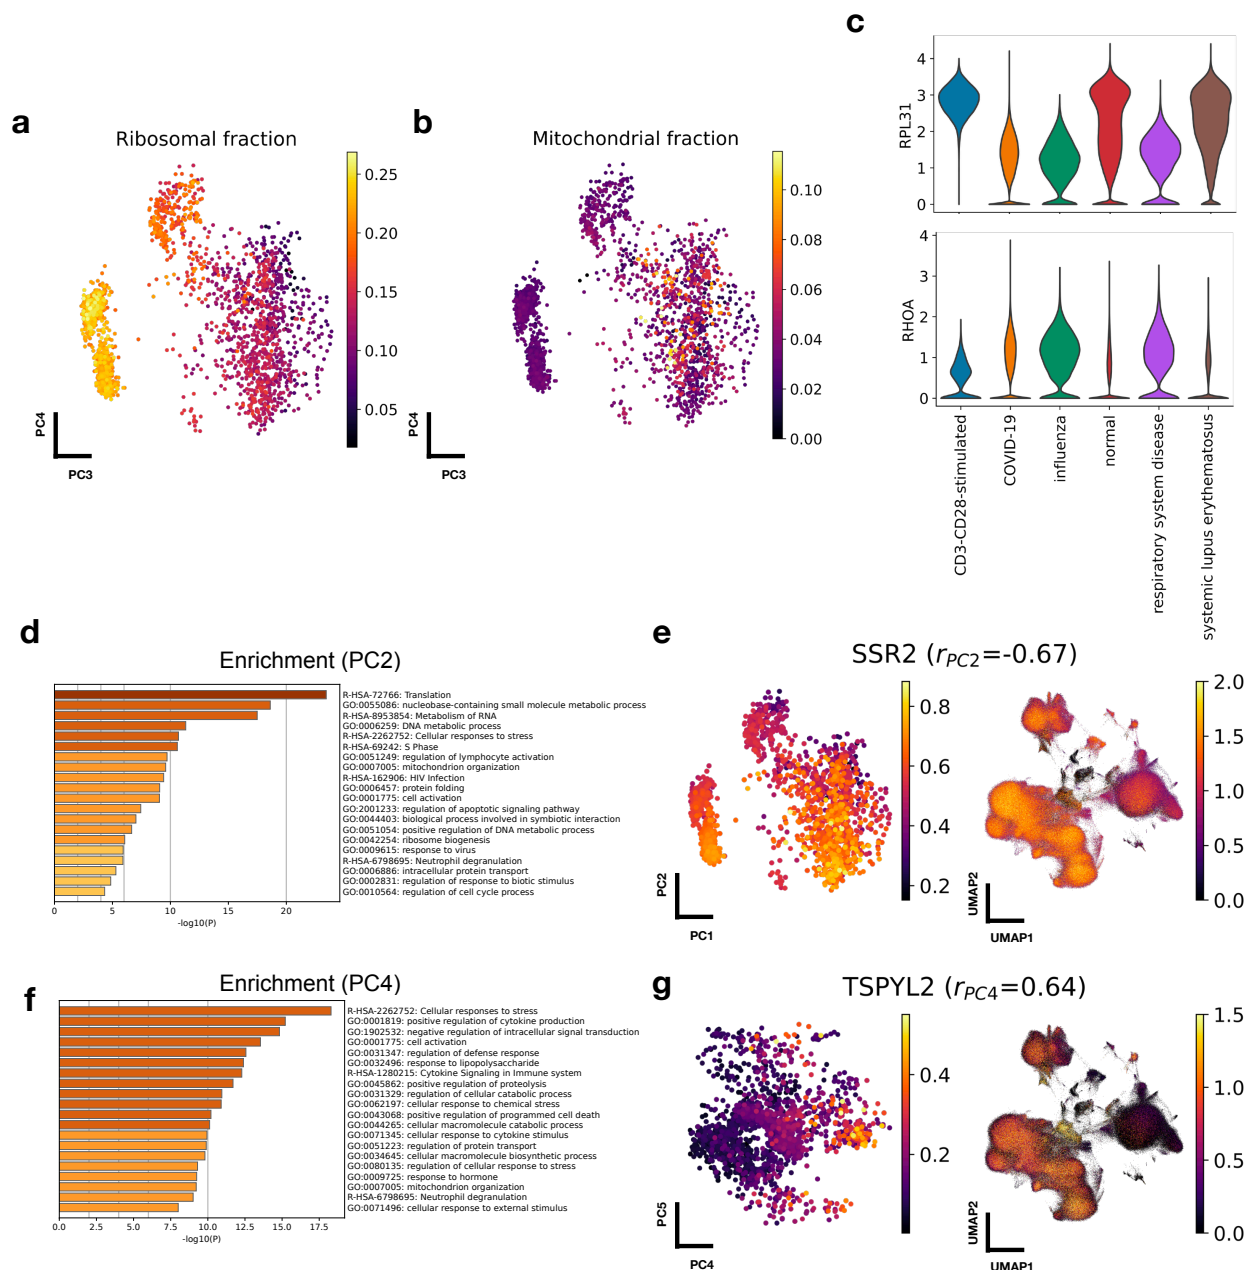 a
Ribosomal fraction
0.25
0.20
0.15
0.10
0.05
PC4
PC3
b
Mitochondrial fraction
0.10
0.08
0.06
0.04
0.02
0.00
PC4
PC3
c
4
3
2
1
0
RPL31
4
3
2
1
0
RHOA
CD3-CD28-stimulated
COVID-19
influenza
normal
respiratory system disease
systemic lupus erythematosus
d
Enrichment (PC2)
R-HSA-72766: Translation
GO:0055086: nucleobase-containing small molecule metabolic process
R-HSA-8953854: Metabolism of RNA
GO:0006259: DNA metabolic process
R-HSA-2262752: Cellular responses to stress
R-HSA-69242: S Phase
GO:0051249: regulation of lymphocyte activation
GO:0007005: mitochondrion organization
R-HSA-162906: HIV Infection
GO:0006457: protein folding
GO:0001775: cell activation
GO:2001233: regulation of apoptotic signaling pathway
GO:0044403: biological process involved in symbiotic interaction
GO:0051054: positive regulation of DNA metabolic process
GO:0042254: ribosome biogenesis
GO:0009615: response to virus
R-HSA-6798695: Neutrophil degranulation
GO:0006886: intracellular protein transport
GO:0002831: regulation of response to biotic stimulus
GO:0010564: regulation of cell cycle process
0 5 10 15 20
-log10(P)
e
SSR2 (r_PC2=-0.67)
0.8
0.6
0.4
0.2
PC2
PC1
2.0
1.5
1.0
0.5
0.0
UMAP2
UMAP1
f
Enrichment (PC4)
R-HSA-2262752: Cellular responses to stress
GO:0001819: positive regulation of cytokine production
GO:1902532: negative regulation of intracellular signal transduction
GO:0001775: cell activation
GO:0031347: regulation of defense response
GO:0032496: response to lipopolysaccharide
R-HSA-1280215: Cytokine Signaling in Immune system
GO:0045862: positive regulation of proteolysis
GO:0031329: regulation of cellular catabolic process
GO:0062197: cellular response to chemical stress
GO:0043068: positive regulation of programmed cell death
GO:0044265: cellular macromolecule catabolic process
GO:0071345: cellular response to cytokine stimulus
GO:0051223: regulation of protein transport
GO:0034645: cellular macromolecule biosynthetic process
GO:0080135: regulation of cellular response to stress
GO:0009725: response to hormone
GO:0007005: mitochondrion organization
R-HSA-6798695: Neutrophil degranulation
GO:0071496: cellular response to external stimulus
0.0 2.5 5.0 7.5 10.0 12.5 15.0 17.5
-log10(P)
g
TSPYL2 (r_PC4=0.64)
0.4
0.2
PC5
PC4
1.5
1.0
0.5
0.0
UMAP2
UMAP1